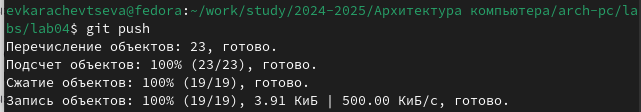 evkarachevtseva@fedora:~/work/study/2024-2025/Архитектура компьютера/arch-pc/la
bs/lab04$ git push
Перечисление объектов: 23, готово.
Подсчет объектов: 100% (23/23), готово.
Сжатие объектов: 100% (19/19), готово.
Запись объектов: 100% (19/19), 3.91 КиБ | 500.00 КиБ/с, готово.